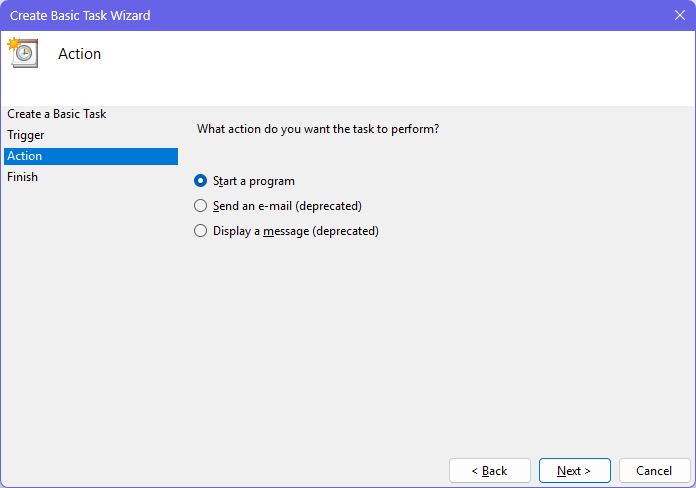 Create Basic Task Wizard
Action
Create a Basic Task
Trigger
Action
Finish
What action do you want the task to perform?
Start a program
Send an e-mail (deprecated)
Display a message (deprecated)
< Back
Next >
Cancel